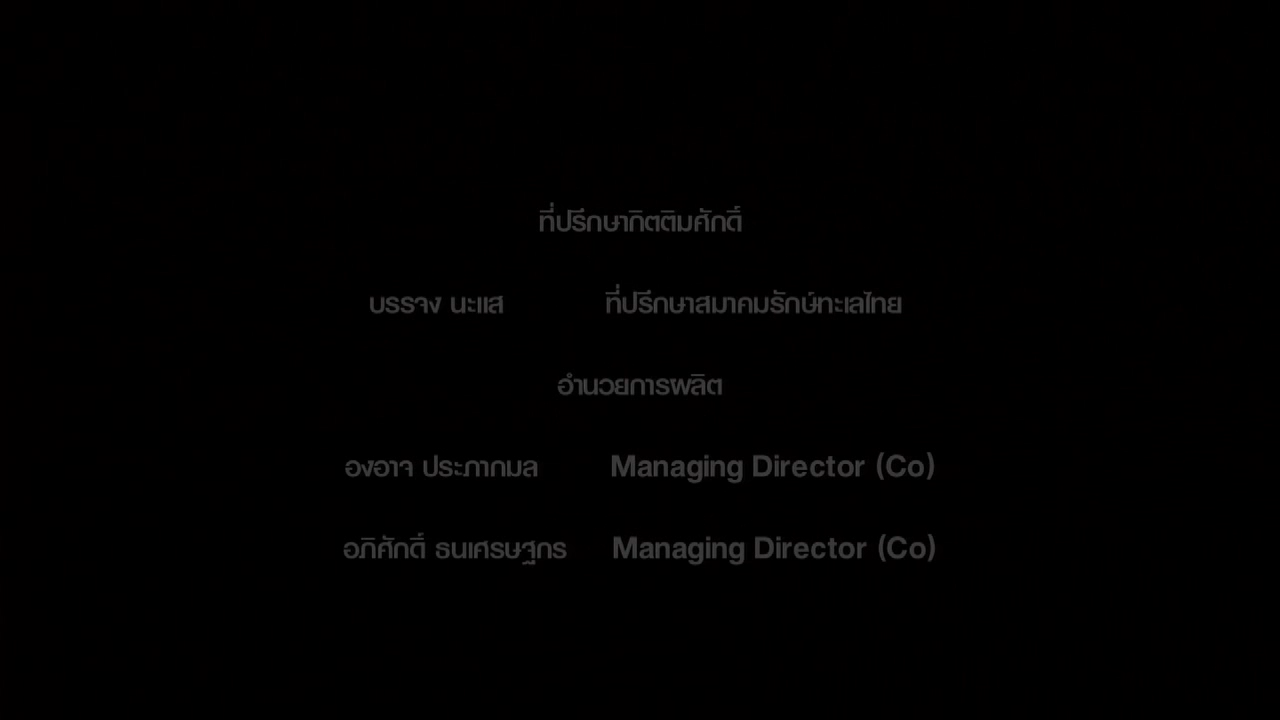 ที่ปรึกษากิตติมศักดิ์
บรรจง นะแส ที่ปรึกษาสมาคมรักษ์ทะเลไทย
อำนวยการผลิต
องอาจ ประภากมล Managing Director (Co)
อภิศักดิ์ ธนเศรษฐกร Managing Director (Co)